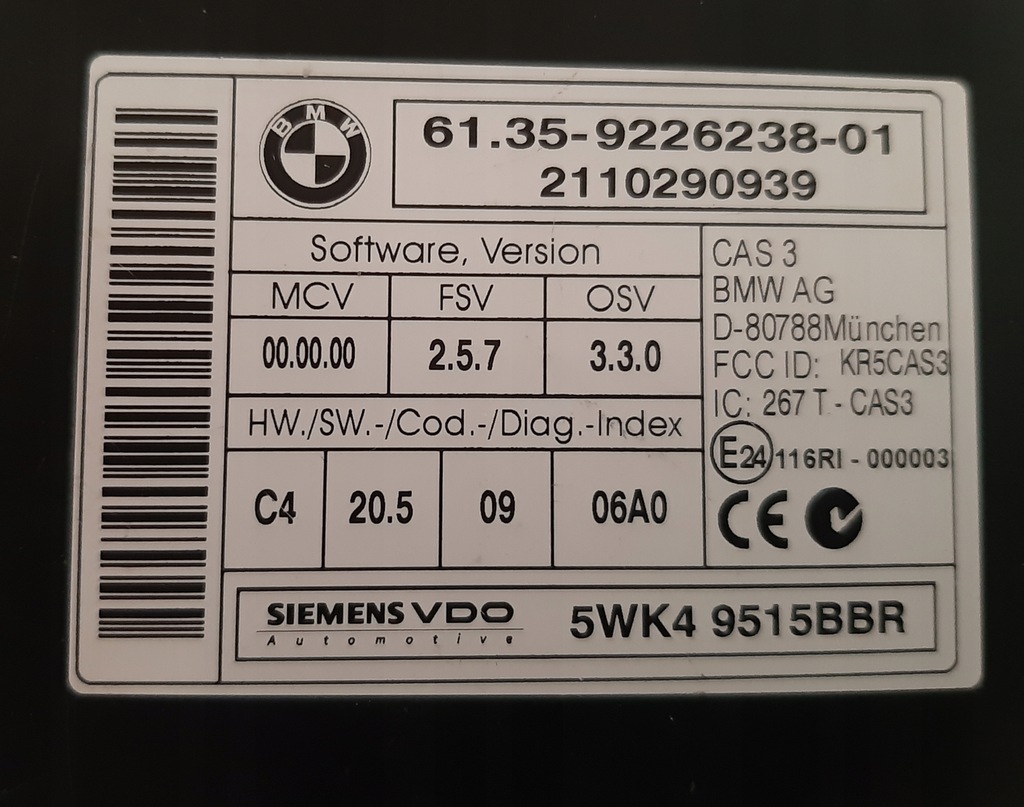 BMW
61.35-9226238-01
2110290939
Software, Version
MCV FSV OSV
00.00.00 2.5.7 3.3.0
HW./SW.-/Cod.-/Diag.-Index
C4 20.5 09 06A0
CAS 3
BMW AG
D-80788München
FCC ID: KR5CAS3
IC: 267 T - CAS3
E24 116RI - 000003
CE
SIEMENS VDO
Automotive
5WK4 9515BBR